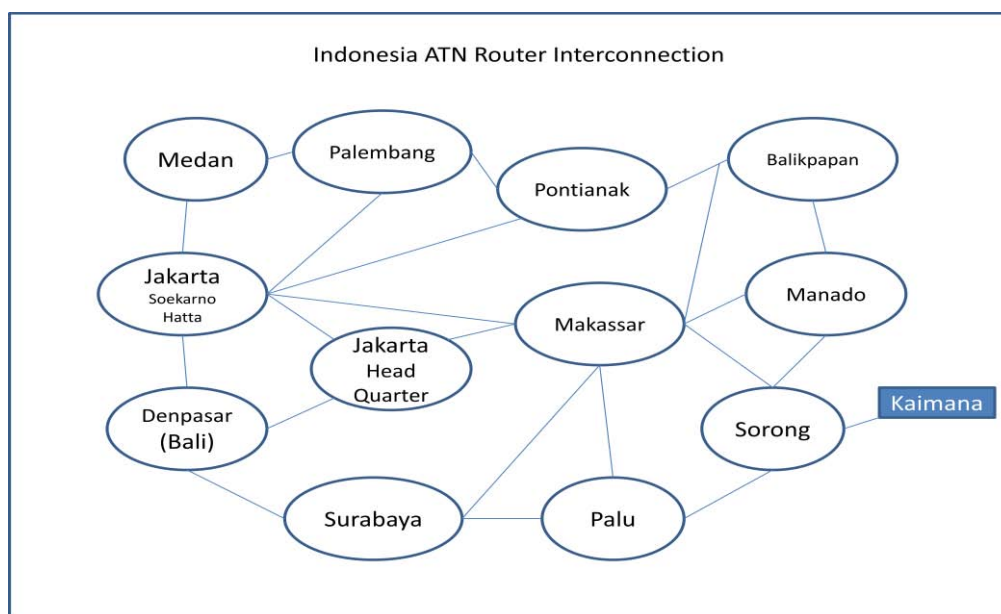 Indonesia ATN Router Interconnection
Medan
Palembang
Pontianak
Balikpapan
Jakarta
Soekarno
Hatta
Makassar
Manado
Jakarta
Head
Quarter
Denpasar
(Bali)
Sorong
Kaimana
Surabaya
Palu